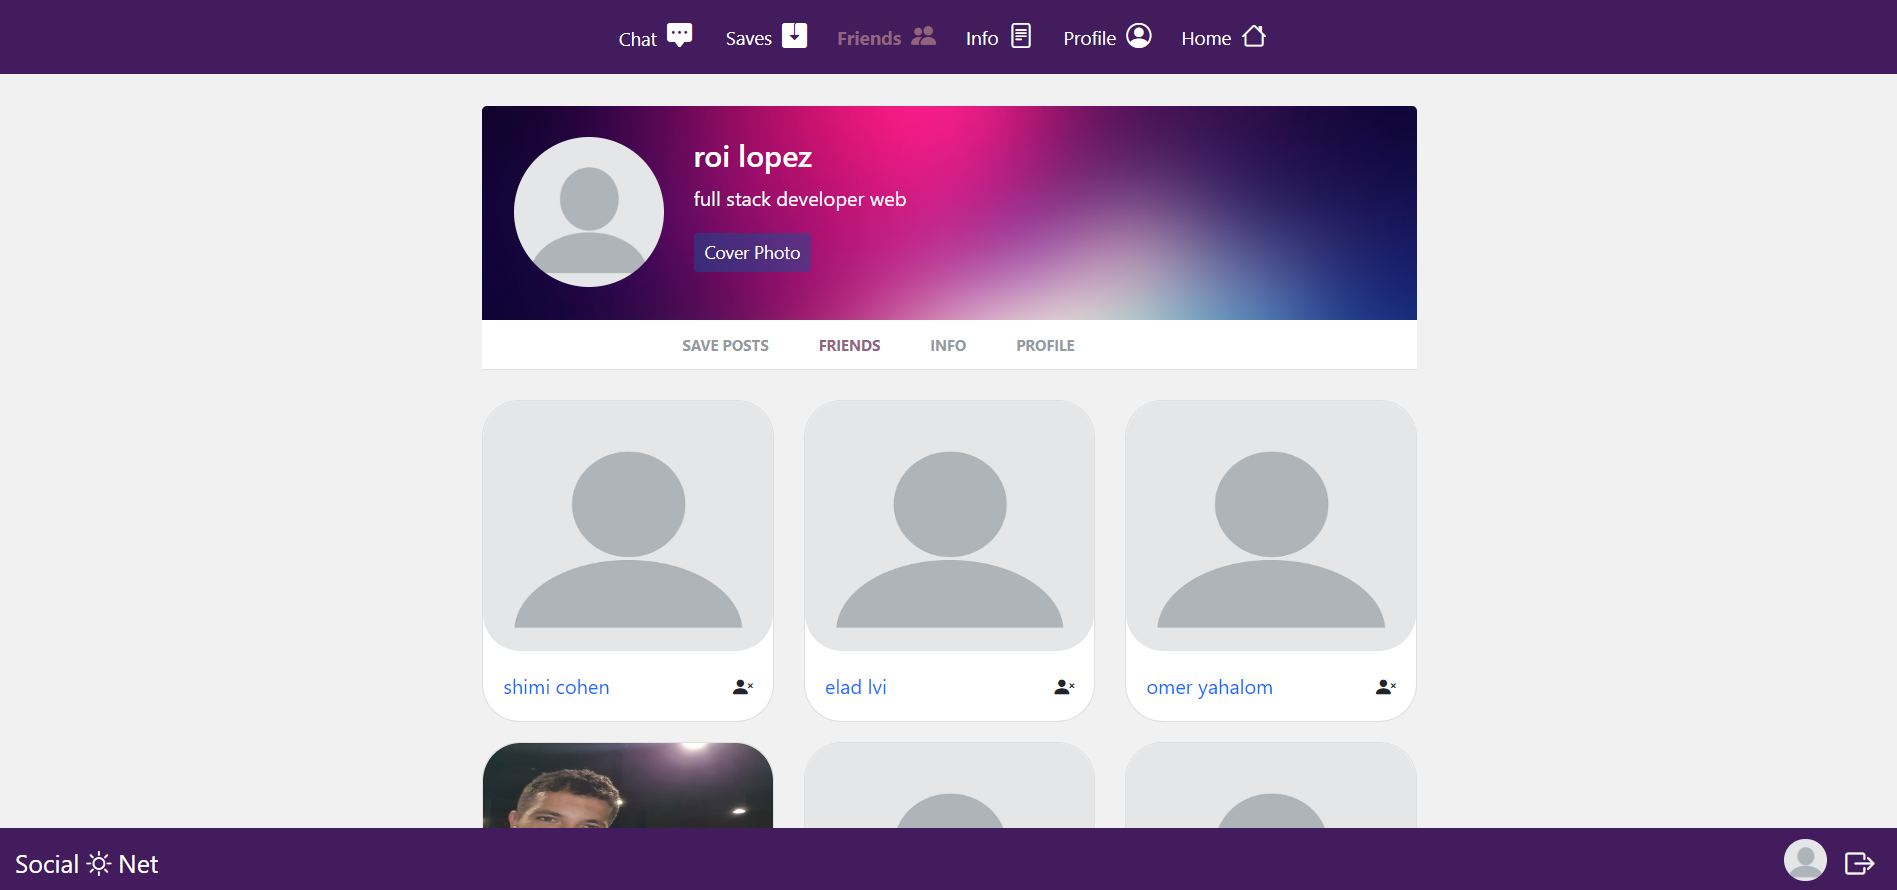 Chat Saves Friends Info Profile Home
roi lopez
full stack developer web
Cover Photo
SAVE POSTS FRIENDS INFO PROFILE
shimi cohen elad lvi omer yahalom
Social Net